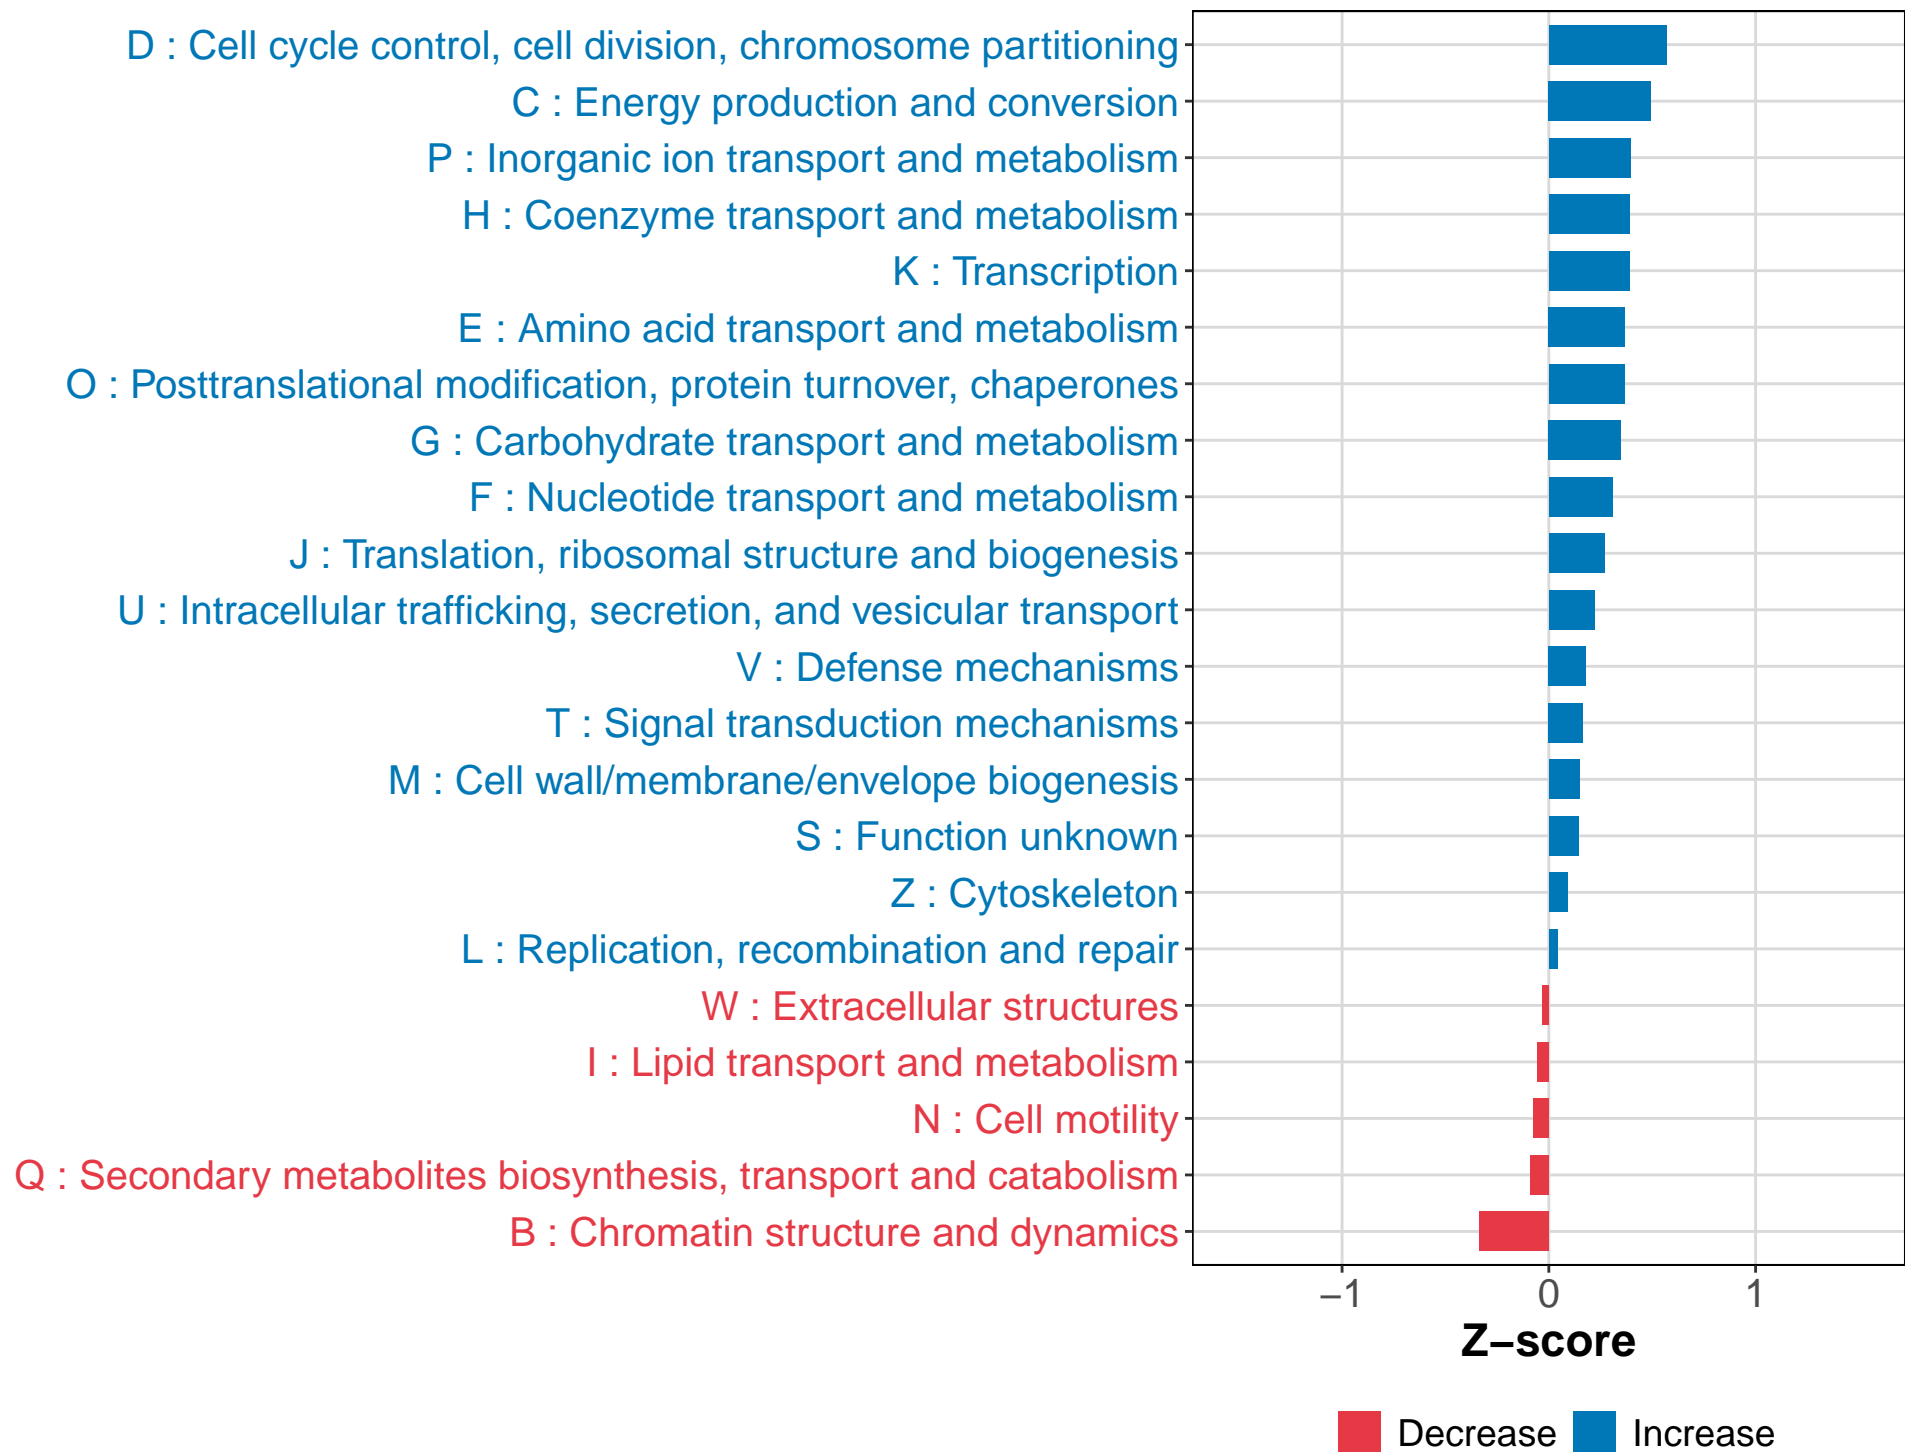 D : Cell cycle control, cell division, chromosome partitioning
C : Energy production and conversion
P : Inorganic ion transport and metabolism
H : Coenzyme transport and metabolism
K : Transcription
E : Amino acid transport and metabolism
O : Posttranslational modification, protein turnover, chaperones
G : Carbohydrate transport and metabolism
F : Nucleotide transport and metabolism
J : Translation, ribosomal structure and biogenesis
U : Intracellular trafficking, secretion, and vesicular transport
V : Defense mechanisms
T : Signal transduction mechanisms
M : Cell wall/membrane/envelope biogenesis
S : Function unknown
Z : Cytoskeleton
L : Replication, recombination and repair
W : Extracellular structures
I : Lipid transport and metabolism
N : Cell motility
Q : Secondary metabolites biosynthesis, transport and catabolism
B : Chromatin structure and dynamics
−1 0 1
Z−score
Decrease Increase